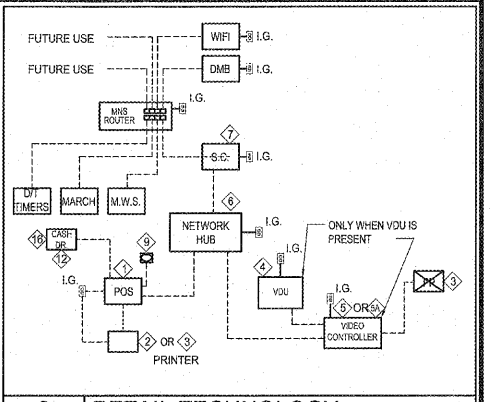 FUTURE USE
WIFI
I.G.
FUTURE USE
DMB
I.G.
I.G.
MNS
ROUTER
7
S.C.
I.G.
D/T
TIMERS
MARCH
M.W.S.
6
NETWORK
HUB
I.G.
ONLY WHEN VDU IS
PRESENT
16
CASH
DR.
12
9
I.G.
4
VDU
I.G.
1
POS
I.G.
5 OR 5A
VIDEO
CONTROLLER
3
2 OR 3
PRINTER